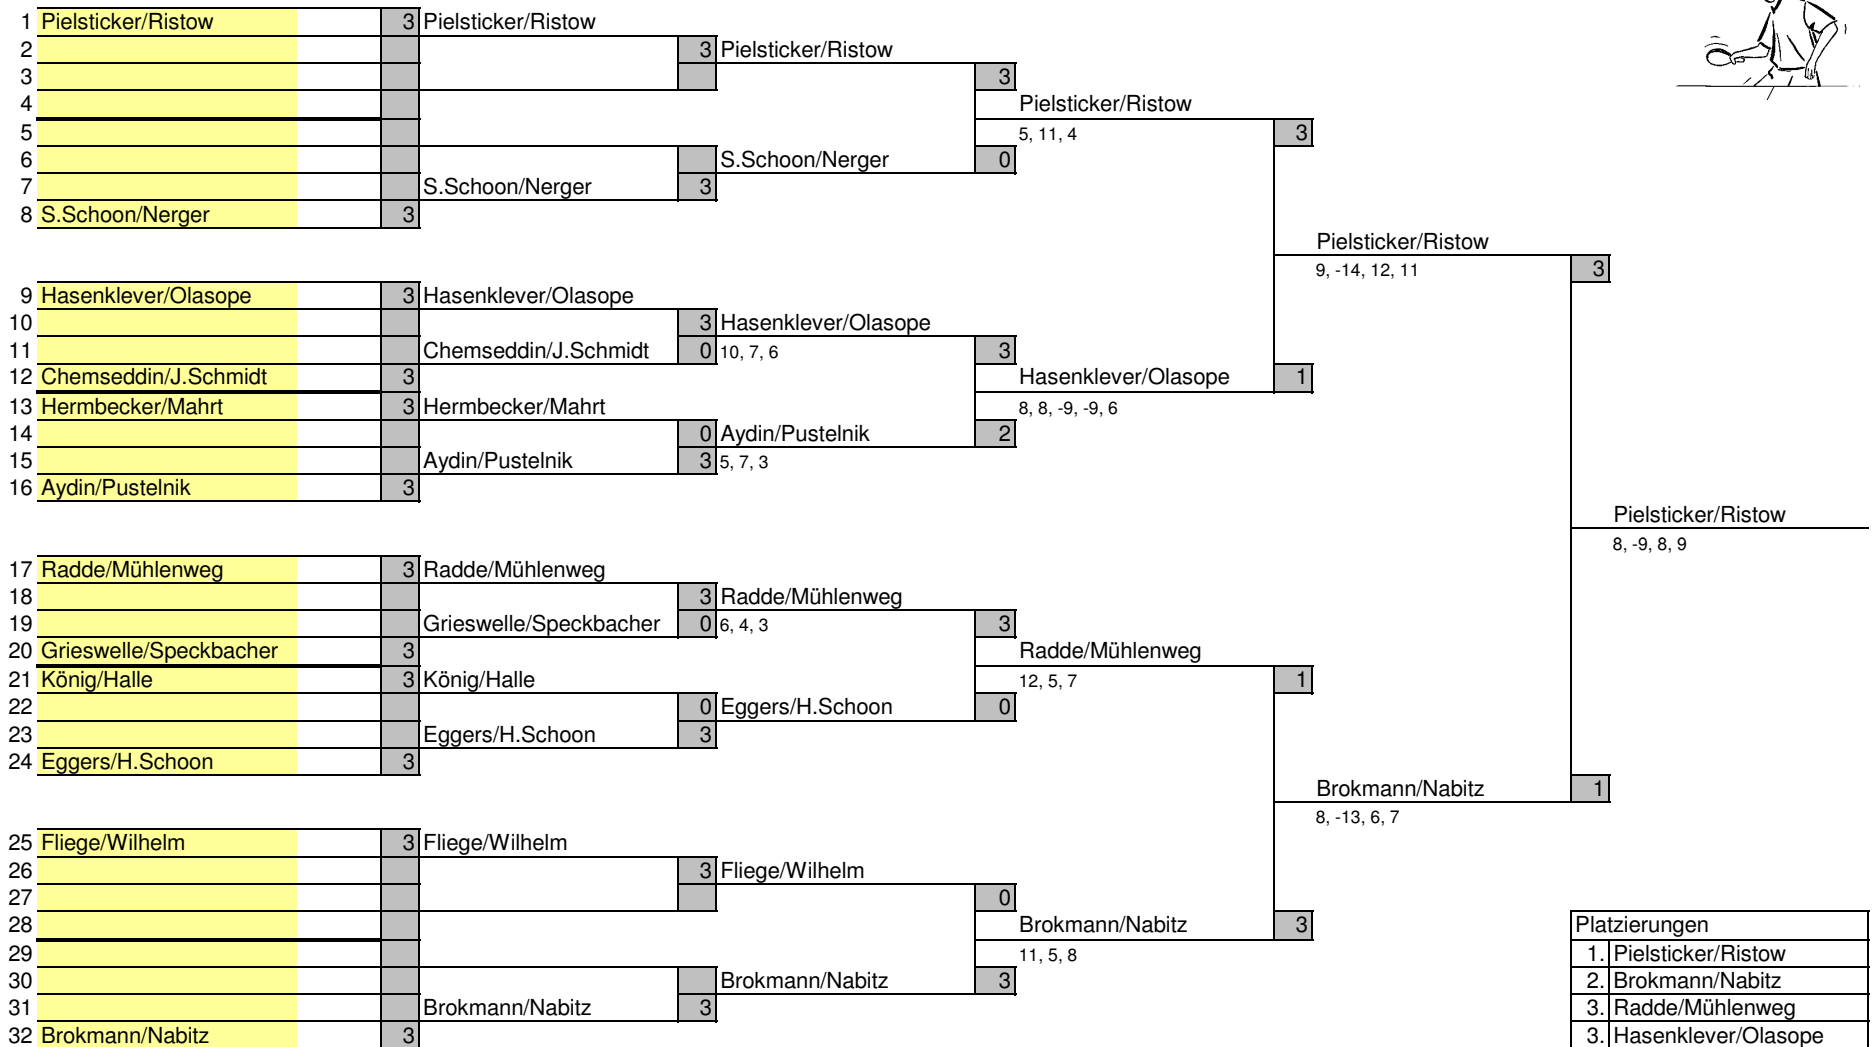 1 Pielsticker/Ristow 3 Pielsticker/Ristow
2 3 Pielsticker/Ristow
3 3
4 Pielsticker/Ristow
5 5, 11, 4 3
6 S.Schoon/Nerger 0
7 S.Schoon/Nerger 3
8 S.Schoon/Nerger 3
Pielsticker/Ristow
9, -14, 12, 11 3
9 Hasenklever/Olasope 3 Hasenklever/Olasope
10 3 Hasenklever/Olasope
11 Chemseddin/J.Schmidt 0 10, 7, 6 3
12 Chemseddin/J.Schmidt 3 Hasenklever/Olasope 1
13 Hermbecker/Mahrt 3 Hermbecker/Mahrt 8, 8, -9, -9, 6
14 0 Aydin/Pustelnik 2
15 Aydin/Pustelnik 3 5, 7, 3
16 Aydin/Pustelnik 3
Pielsticker/Ristow
8, -9, 8, 9
17 Radde/Mühlenweg 3 Radde/Mühlenweg
18 3 Radde/Mühlenweg
19 Grieswelle/Speckbacher 0 6, 4, 3 3
20 Grieswelle/Speckbacher 3 Radde/Mühlenweg
21 König/Halle 3 König/Halle 12, 5, 7 1
22 0 Eggers/H.Schoon 0
23 Eggers/H.Schoon 3
24 Eggers/H.Schoon 3
Brokmann/Nabitz 1
8, -13, 6, 7
25 Fliege/Wilhelm 3 Fliege/Wilhelm
26 3 Fliege/Wilhelm
27 0
28 Brokmann/Nabitz 3 Platzierungen
29 11, 5, 8 1. Pielsticker/Ristow
30 Brokmann/Nabitz 3 2. Brokmann/Nabitz
31 Brokmann/Nabitz 3 3. Radde/Mühlenweg
32 Brokmann/Nabitz 3 3. Hasenklever/Olasope